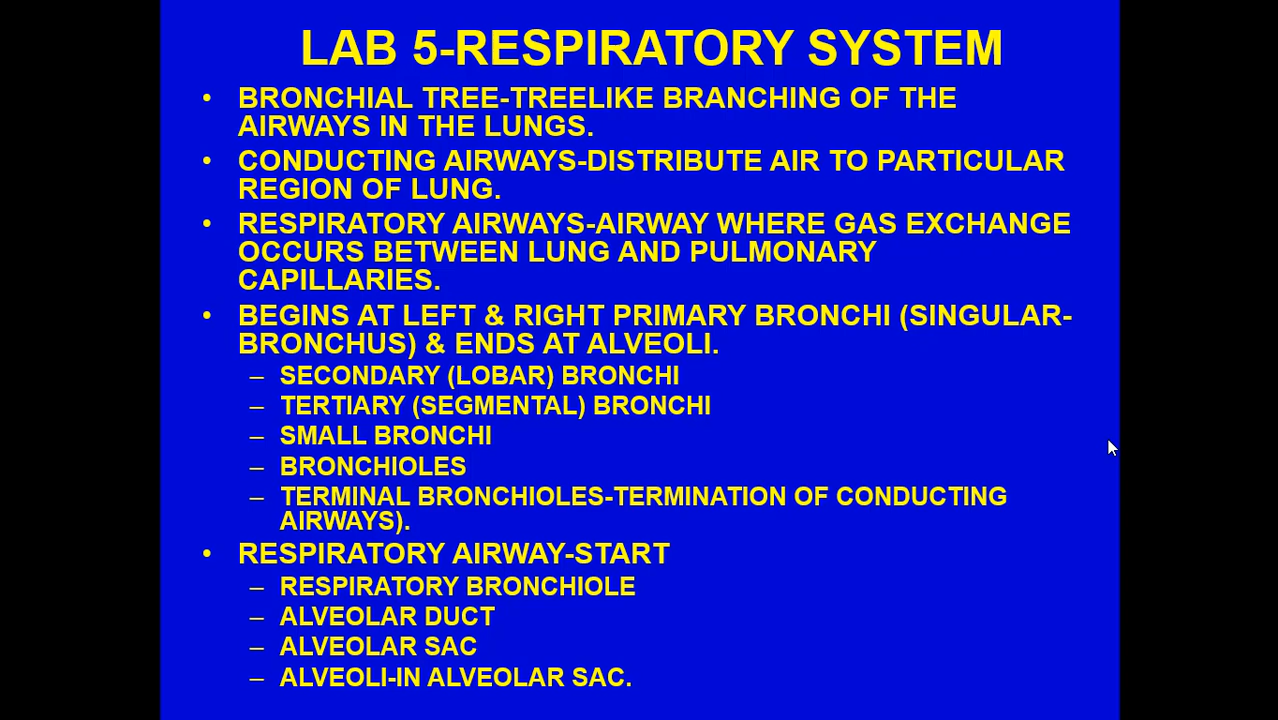 LAB 5-RESPIRATORY SYSTEM
• BRONCHIAL TREE-TREELIKE BRANCHING OF THE
AIRWAYS IN THE LUNGS.
• CONDUCTING AIRWAYS-DISTRIBUTE AIR TO PARTICULAR
REGION OF LUNG.
• RESPIRATORY AIRWAYS-AIRWAY WHERE GAS EXCHANGE
OCCURS BETWEEN LUNG AND PULMONARY
CAPILLARIES.
• BEGINS AT LEFT & RIGHT PRIMARY BRONCHI (SINGULAR-
BRONCHUS) & ENDS AT ALVEOLI.
– SECONDARY (LOBAR) BRONCHI
– TERTIARY (SEGMENTAL) BRONCHI
– SMALL BRONCHI
– BRONCHIOLES
– TERMINAL BRONCHIOLES-TERMINATION OF CONDUCTING
AIRWAYS).
• RESPIRATORY AIRWAY-START
– RESPIRATORY BRONCHIOLE
– ALVEOLAR DUCT
– ALVEOLAR SAC
– ALVEOLI-IN ALVEOLAR SAC.